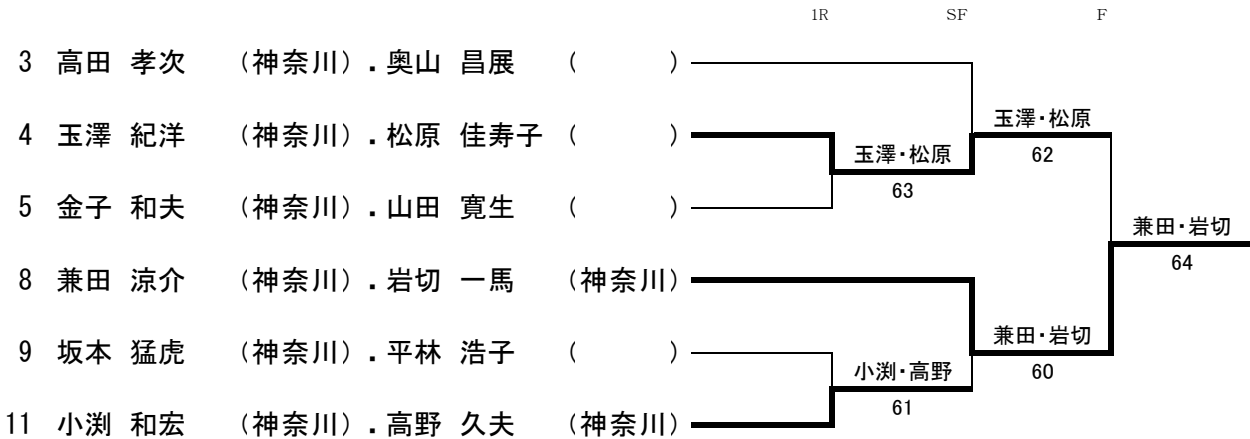 1R SF F
3 高田 孝次 （神奈川）. 奥山 昌展 （ ）
玉澤・松原
4 玉澤 紀洋 （神奈川）. 松原 佳寿子 （ ）
玉澤・松原 62
63
5 金子 和夫 （神奈川）. 山田 寛生 （ ）
兼田・岩切
64
8 兼田 涼介 （神奈川）. 岩切 一馬 （神奈川）
兼田・岩切
9 坂本 猛虎 （神奈川）. 平林 浩子 （ ）
小渕・高野 60
61
11 小渕 和宏 （神奈川）. 高野 久夫 （神奈川）